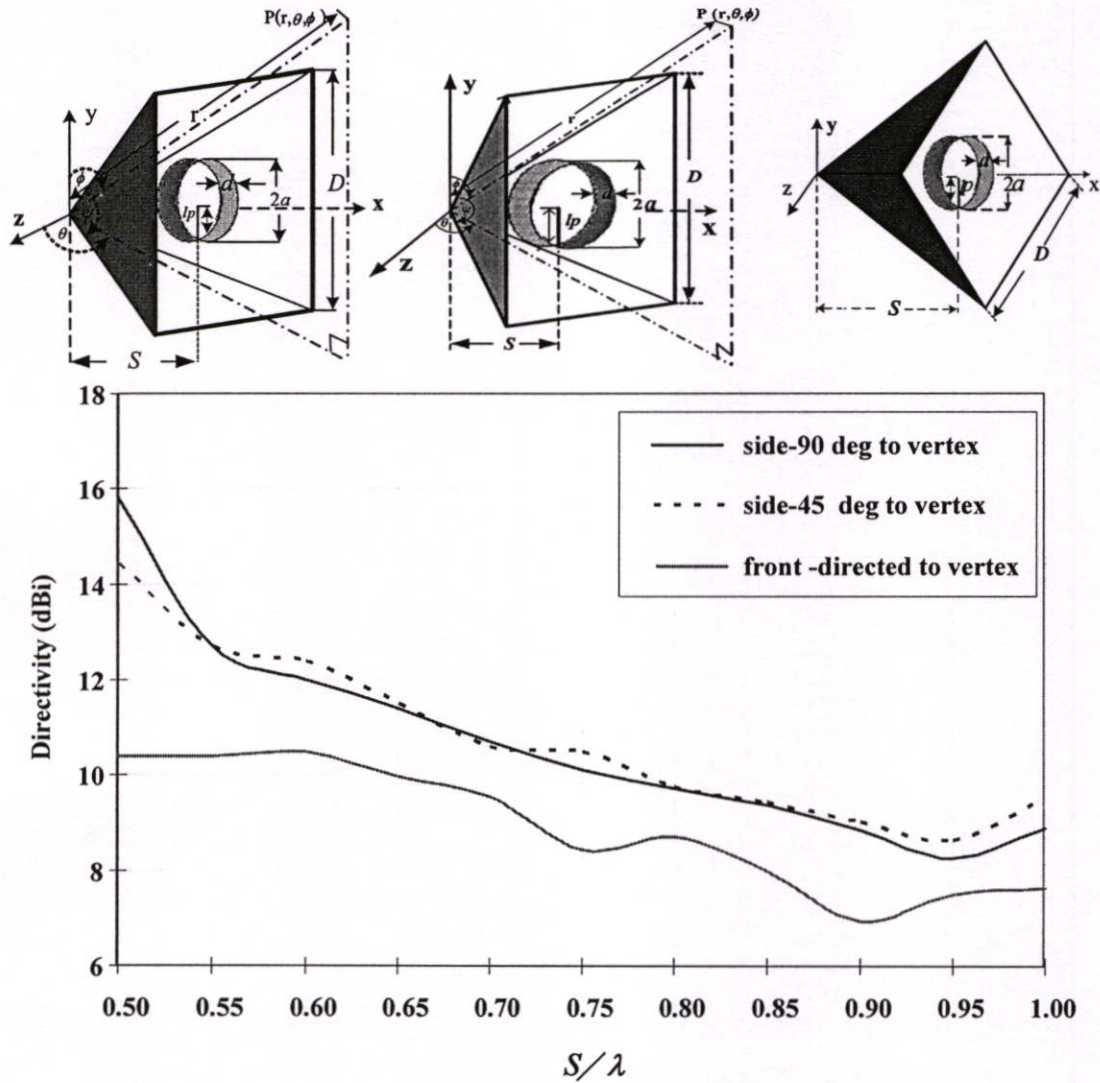 P(r,θ,ϕ)
y
r
ϕ
a
D
2a
lp
x
z
θ
S
P (r,θ,ϕ)
y
r
ϕ
a
D
2a
lp
x
θ
z
S
y
a
z
lp
2a
x
D
S
18
16
14
12
10
8
6
Directivity (dBi)
side-90 deg to vertex
side-45 deg to vertex
front -directed to vertex
0.50 0.55 0.60 0.65 0.70 0.75 0.80 0.85 0.90 0.95 1.00
S/λ